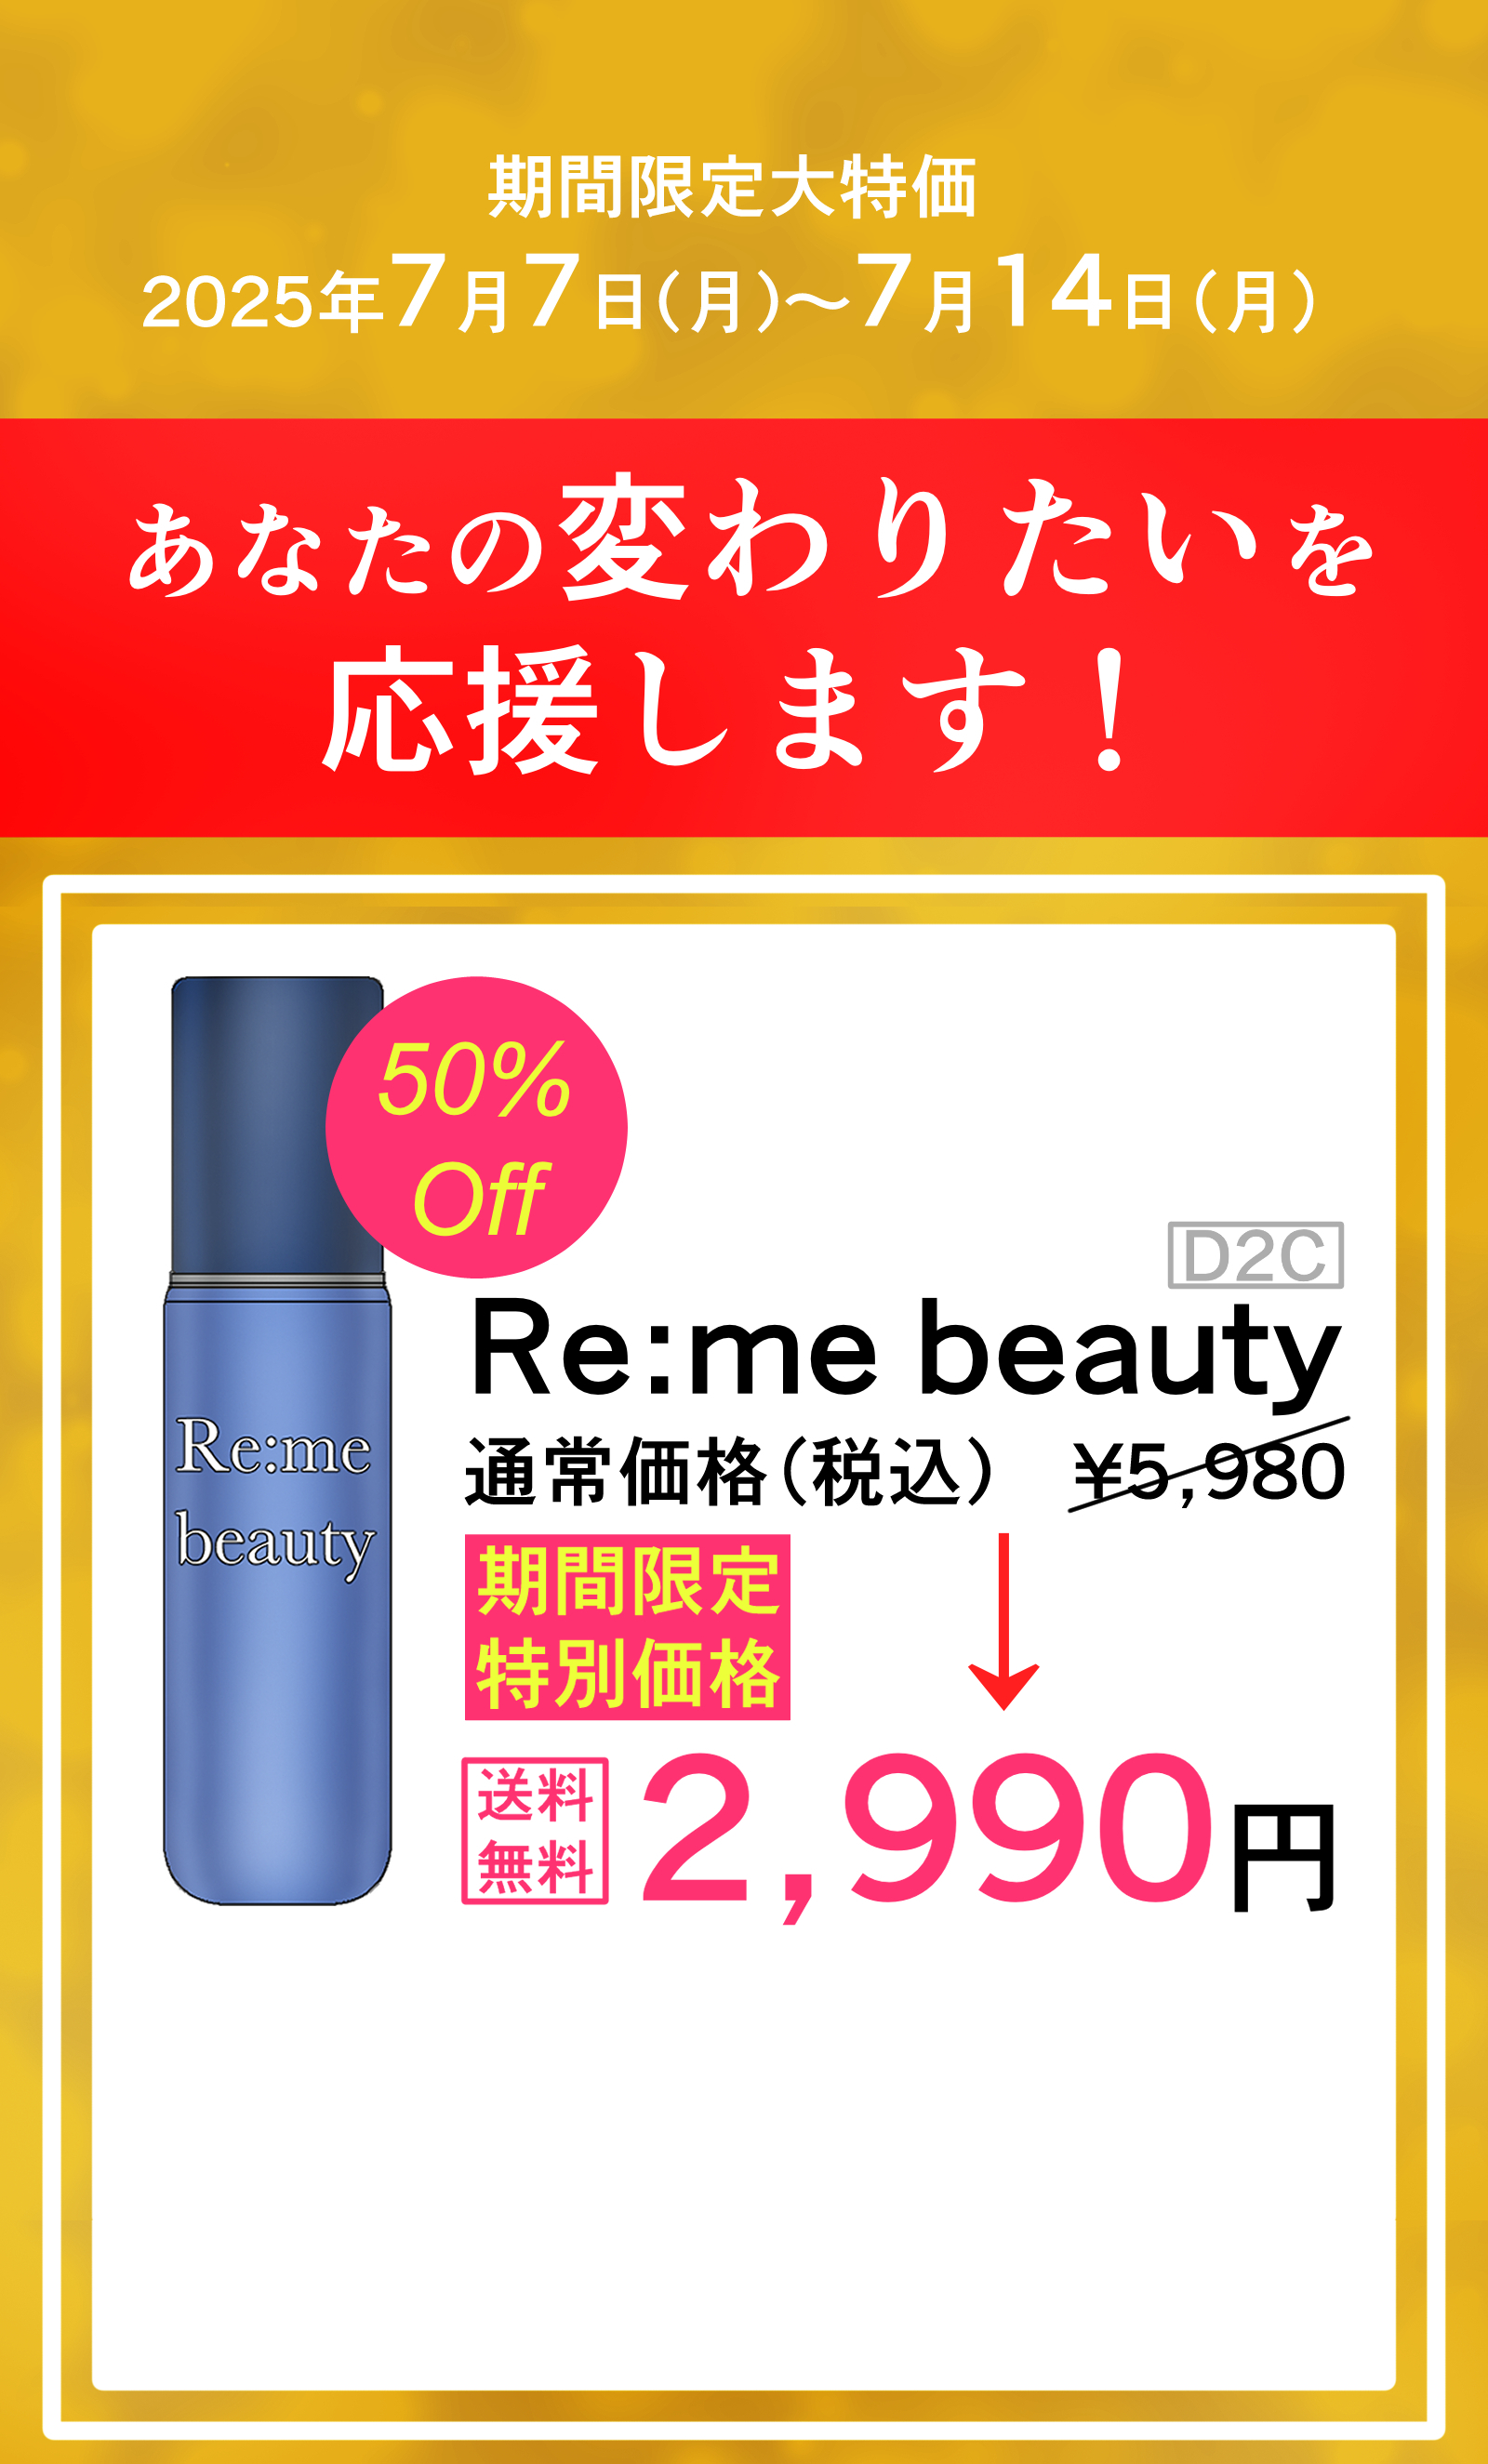 期間限定大特価
2025年7月7日(月)～7月14日(月)
あなたの変わりたいを
応援します！
50%
Off
D2C
Re:me beauty
Re:me
beauty
通常価格(税込) ¥5,980
期間限定
特別価格
送料
無料
2,990円